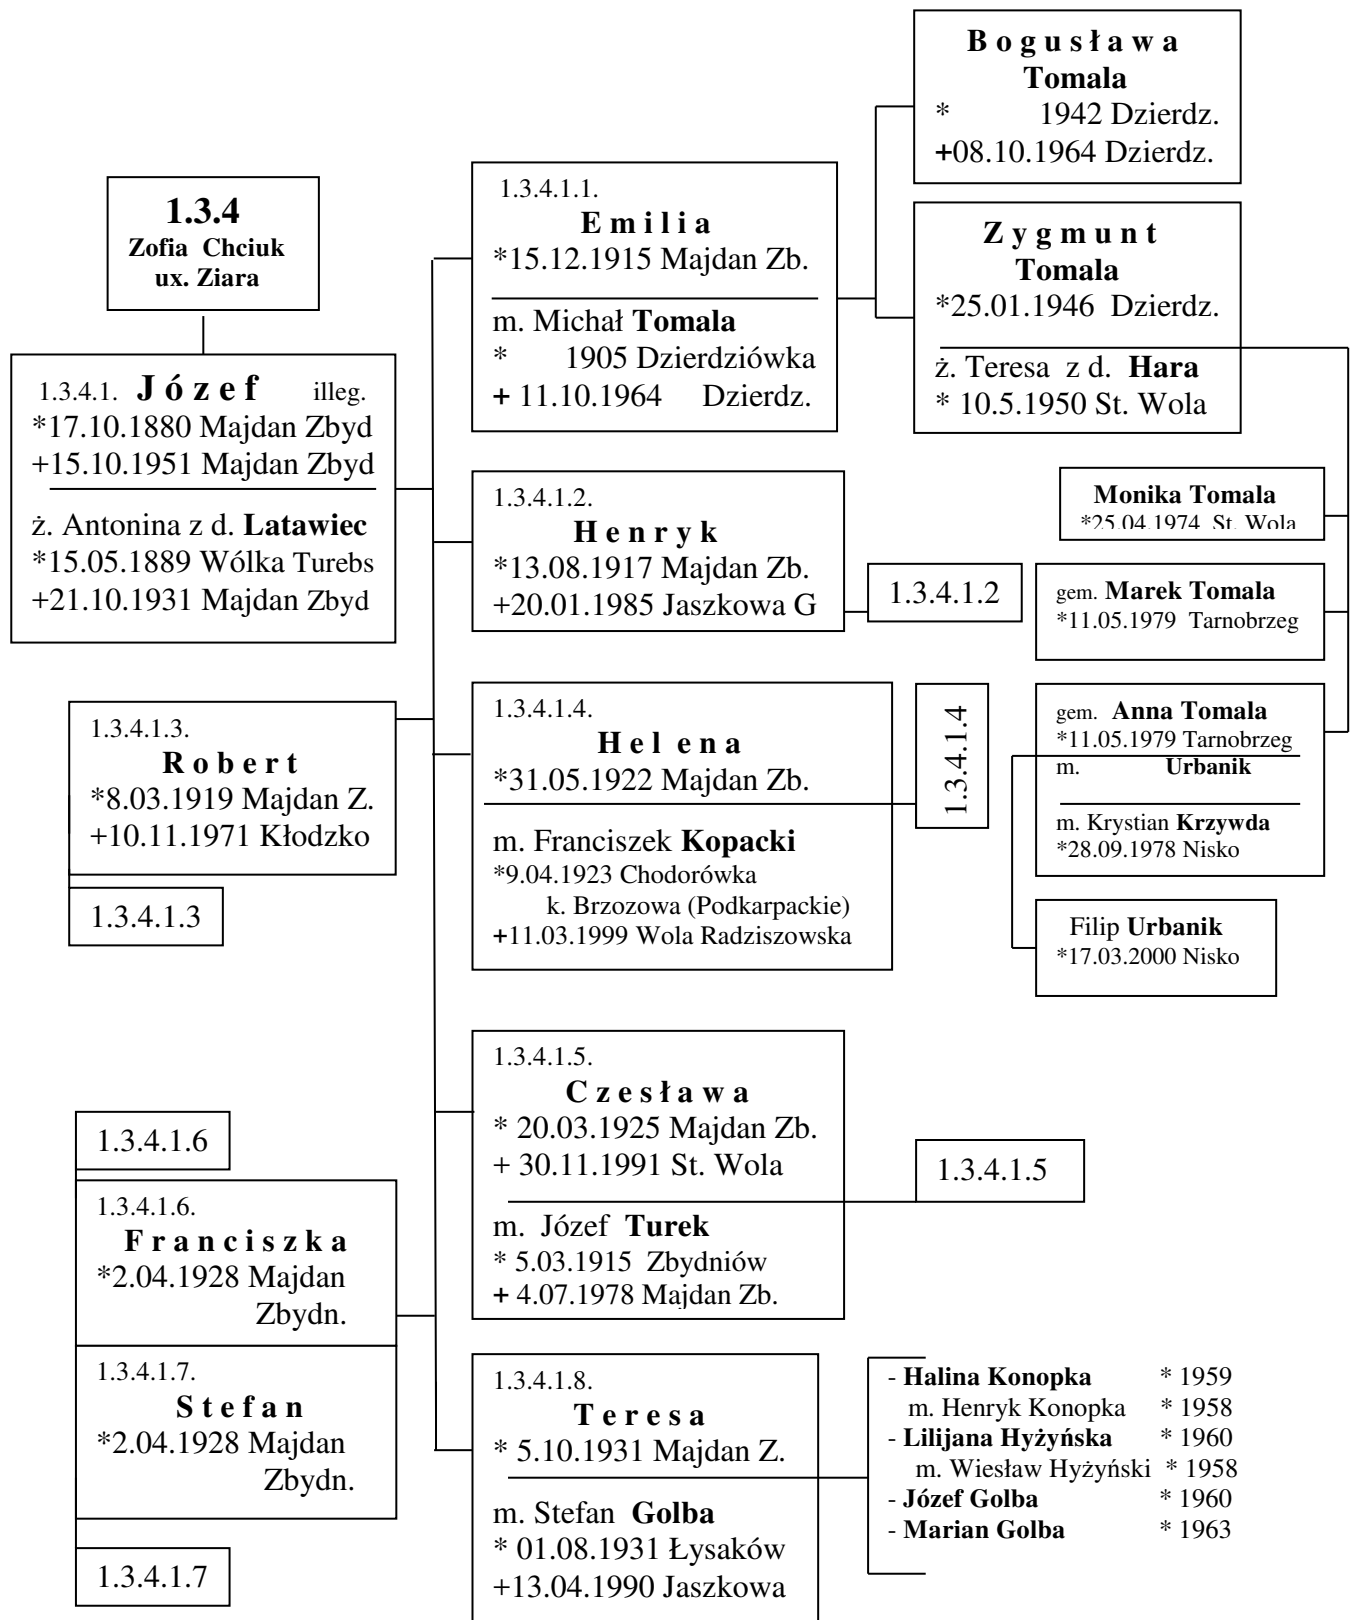 1.3.4
Zofia Chciuk
ux. Ziara
1.3.4.1. J ó z e f illeg.
*17.10.1880 Majdan Zbyd
+15.10.1951 Majdan Zbyd
ż. Antonina z d. Latawiec
*15.05.1889 Wólka Turebs
+21.10.1931 Majdan Zbyd
1.3.4.1.3.
R o b e r t
*8.03.1919 Majdan Z.
+10.11.1971 Kłodzko
1.3.4.1.3
1.3.4.1.6
1.3.4.1.6.
F r a n c i s z k a
*2.04.1928 Majdan
Zbydn.
1.3.4.1.7.
S t e f a n
*2.04.1928 Majdan
Zbydn.
1.3.4.1.7
1.3.4.1.1.
E m i l i a
*15.12.1915 Majdan Zb.
m. Michał Tomala
* 1905 Dzierdziówka
+ 11.10.1964 Dzierdz.
1.3.4.1.2.
H e n r y k
*13.08.1917 Majdan Zb.
+20.01.1985 Jaszkowa G
1.3.4.1.2
1.3.4.1.4.
H e l e n a
*31.05.1922 Majdan Zb.
m. Franciszek Kopacki
*9.04.1923 Chodorówka
k. Brzozowa (Podkarpackie)
+11.03.1999 Wola Radziszowska
1.3.4.1.4
1.3.4.1.5.
C z e s ł a w a
* 20.03.1925 Majdan Zb.
+ 30.11.1991 St. Wola
m. Józef Turek
* 5.03.1915 Zbydniów
+ 4.07.1978 Majdan Zb.
1.3.4.1.5
1.3.4.1.8.
T e r e s a
* 5.10.1931 Majdan Z.
m. Stefan Golba
* 01.08.1931 Łysaków
+13.04.1990 Jaszkowa
- Halina Konopka * 1959
m. Henryk Konopka * 1958
- Lilijana Hyżyńska * 1960
m. Wiesław Hyżyński * 1958
- Józef Golba * 1960
- Marian Golba * 1963
B o g u s ł a w a
Tomala
* 1942 Dzierdz.
+08.10.1964 Dzierdz.
Z y g m u n t
Tomala
*25.01.1946 Dzierdz.
ż. Teresa z d. Hara
* 10.5.1950 St. Wola
Monika Tomala
*25.04.1974 St. Wola
gem. Marek Tomala
*11.05.1979 Tarnobrzeg
gem. Anna Tomala
*11.05.1979 Tarnobrzeg
m. Urbanik
m. Krystian Krzywda
*28.09.1978 Nisko
Filip Urbanik
*17.03.2000 Nisko